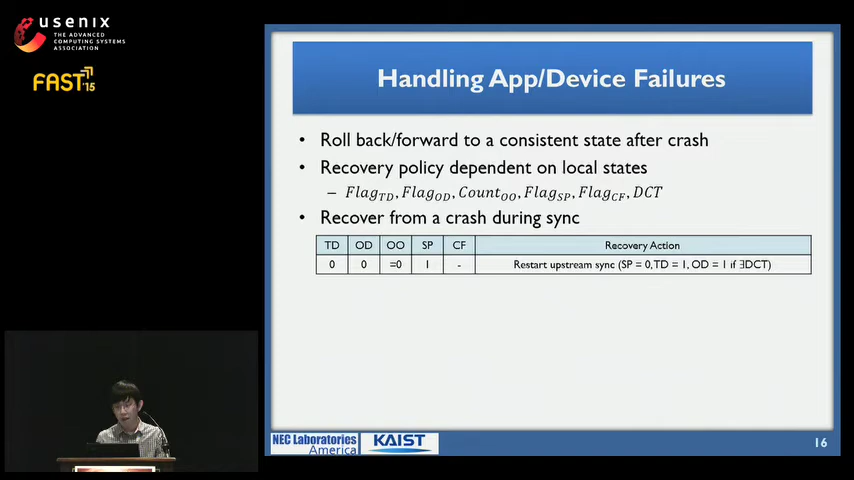 usenix
THE ADVANCED
COMPUTING SYSTEMS
ASSOCIATION
FAST '15
Handling App/Device Failures
• Roll back/forward to a consistent state after crash
• Recovery policy dependent on local states
– Flag_TD, Flag_OD, Count_OO, Flag_SP, Flag_CF, DCT
• Recover from a crash during sync
TD OD OO SP CF Recovery Action
0 0 =0 1 - Restart upstream sync (SP = 0, TD = 1, OD = 1 if ∃DCT)
NEC Laboratories
America
KAIST
16